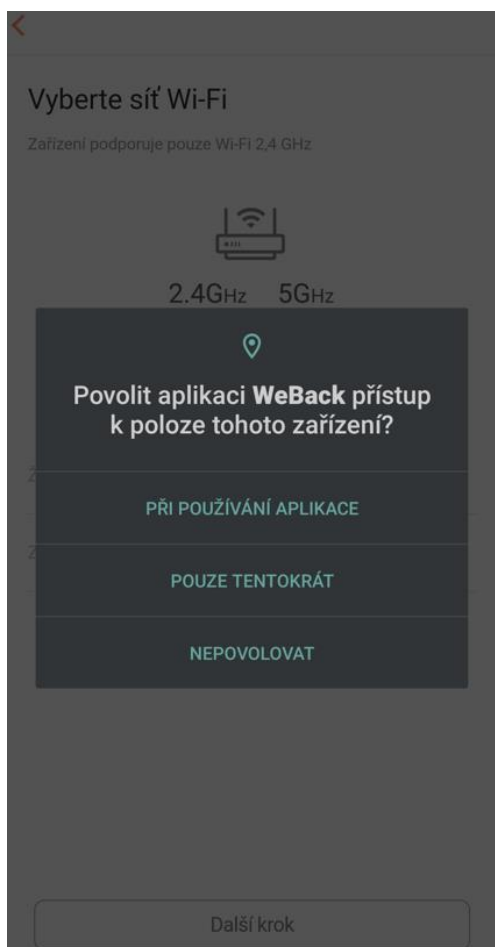 Vyberte síť Wi-Fi
Zařízení podporuje pouze Wi-Fi 2,4 GHz
2.4GHz 5GHz
Povolit aplikaci WeBack přístup
k poloze tohoto zařízení?
PŘI POUŽÍVÁNÍ APLIKACE
POUZE TENTOKRÁT
NEPOVOLOVAT
Další krok